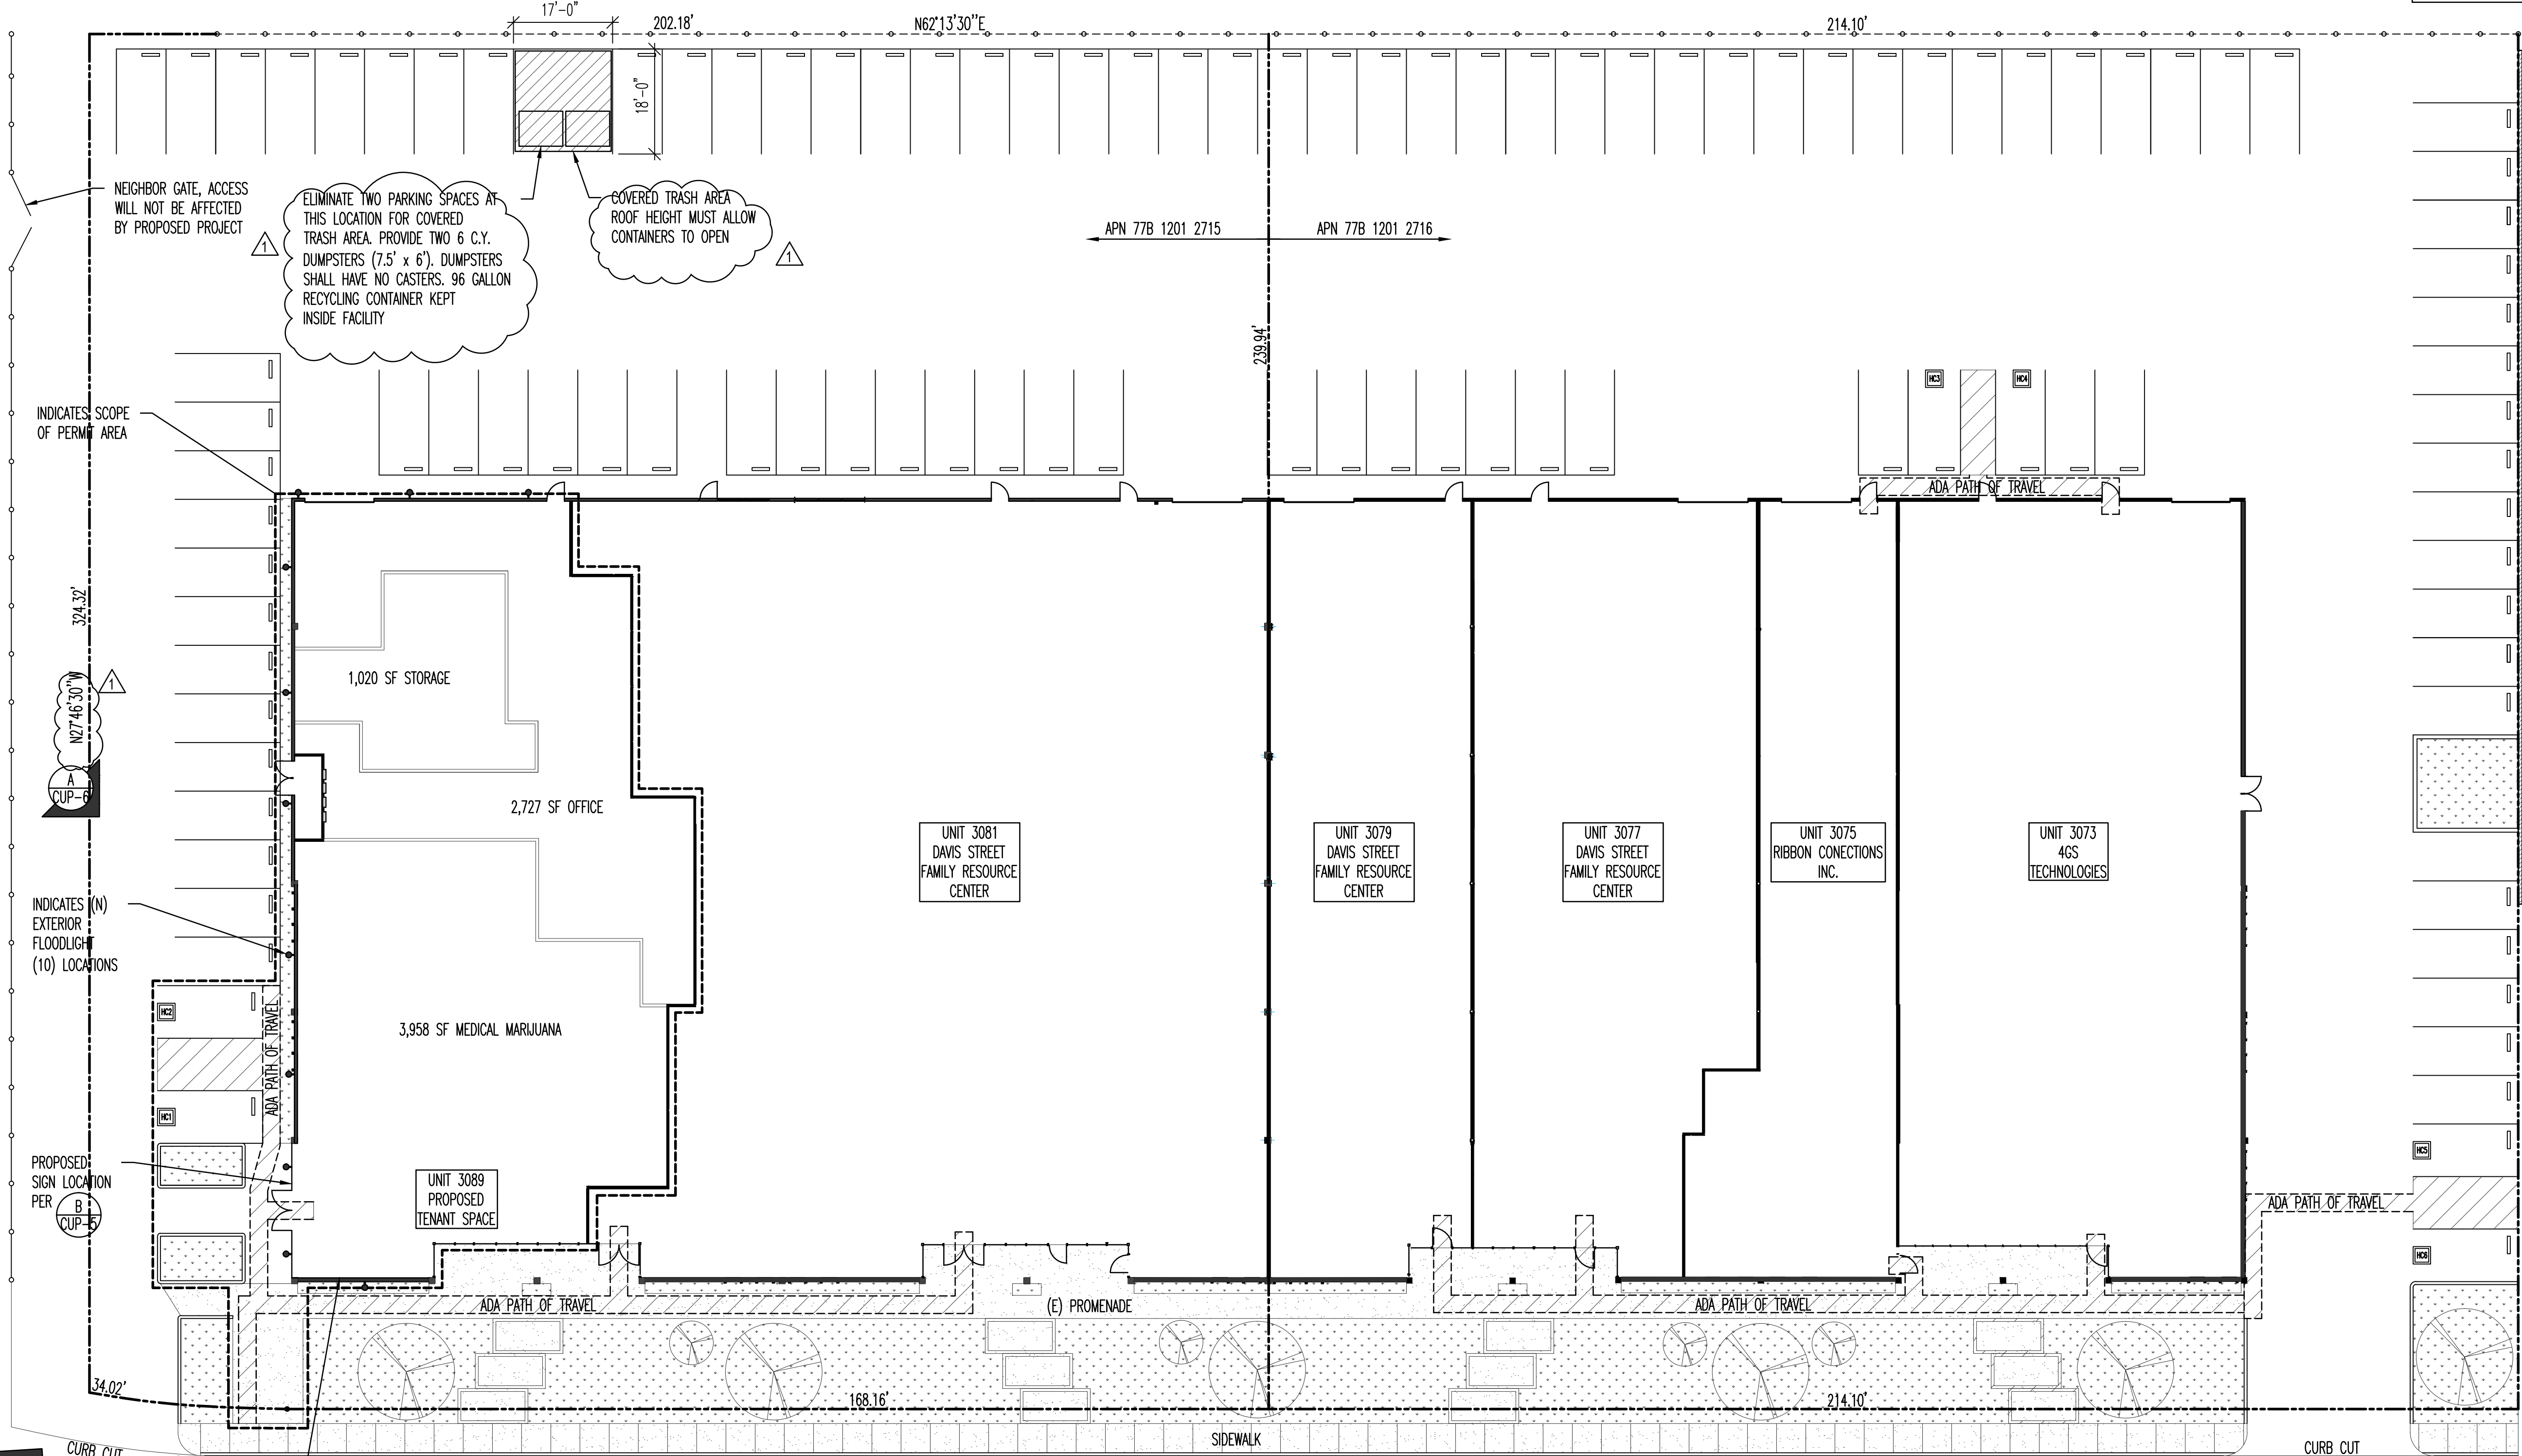 17'-0"
202.18'
N62°13'30"E
214.10'
18'-0"
NEIGHBOR GATE, ACCESS
WILL NOT BE AFFECTED
BY PROPOSED PROJECT
1
ELIMINATE TWO PARKING SPACES AT
THIS LOCATION FOR COVERED
TRASH AREA. PROVIDE TWO 6 C.Y.
DUMPSTERS (7.5' x 6'). DUMPSTERS
SHALL HAVE NO CASTERS. 96 GALLON
RECYCLING CONTAINER KEPT
INSIDE FACILITY
COVERED TRASH AREA
ROOF HEIGHT MUST ALLOW
CONTAINERS TO OPEN
1
APN 77B 1201 2715
APN 77B 1201 2716
239.94'
HC3
HC4
INDICATES SCOPE
OF PERMIT AREA
ADA PATH OF TRAVEL
324.32'
1,020 SF STORAGE
N27°46'30"W
1
A
CUP-6
2,727 SF OFFICE
UNIT 3081
DAVIS STREET
FAMILY RESOURCE
CENTER
UNIT 3079
DAVIS STREET
FAMILY RESOURCE
CENTER
UNIT 3077
DAVIS STREET
FAMILY RESOURCE
CENTER
UNIT 3075
RIBBON CONECTIONS
INC.
UNIT 3073
4GS
TECHNOLOGIES
INDICATES (N)
EXTERIOR
FLOODLIGHT
(10) LOCATIONS
HC2
ADA PATH OF TRAVEL
3,958 SF MEDICAL MARIJUANA
HC1
HC5
PROPOSED
SIGN LOCATION
PER
B
CUP-5
UNIT 3089
PROPOSED
TENANT SPACE
ADA PATH OF TRAVEL
HC6
ADA PATH OF TRAVEL
(E) PROMENADE
ADA PATH OF TRAVEL
34.02'
168.16'
214.10'
SIDEWALK
CURB CUT
CURB CUT